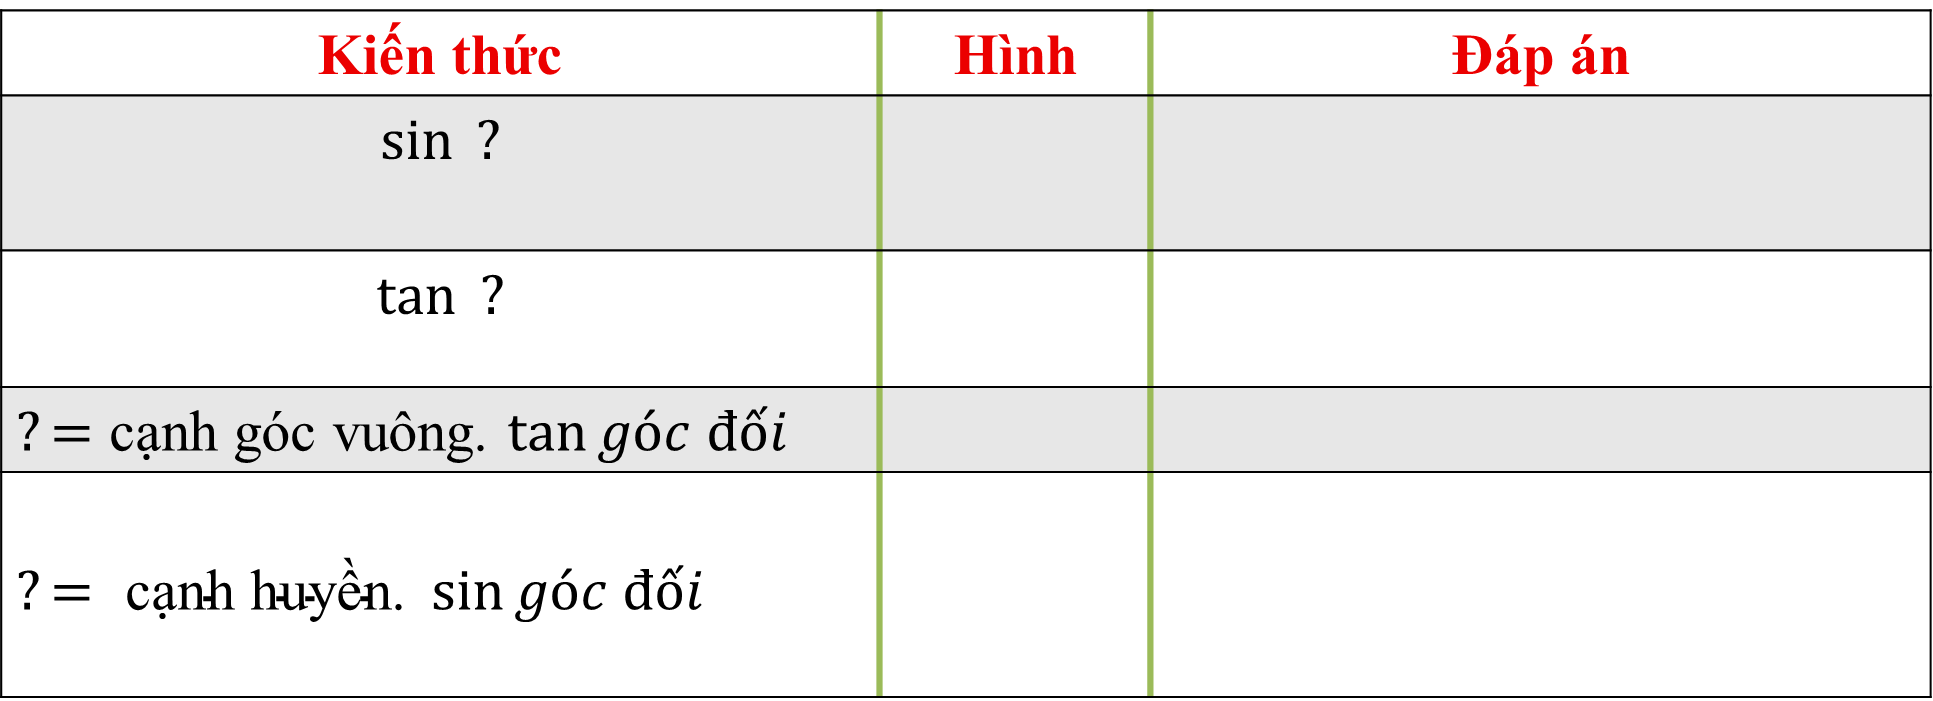 Kiến thức Hình Đáp án
sin ?
tan ?
? = cạnh góc vuông. tan góc đối
? = cạnh huyền. sin góc đối